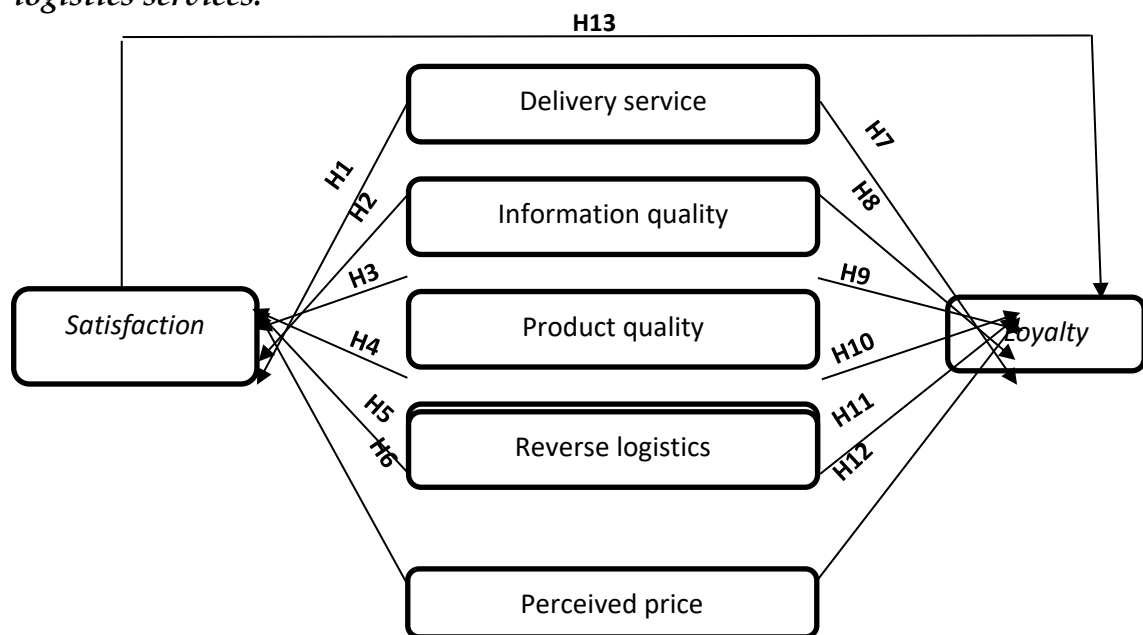 logistics services.
H13
Delivery service
H7
H1
H2
Information quality
H8
H3
H9
Satisfaction
Product quality
Loyalty
H4
H10
H5
H11
H6
Reverse logistics
H12
Perceived price